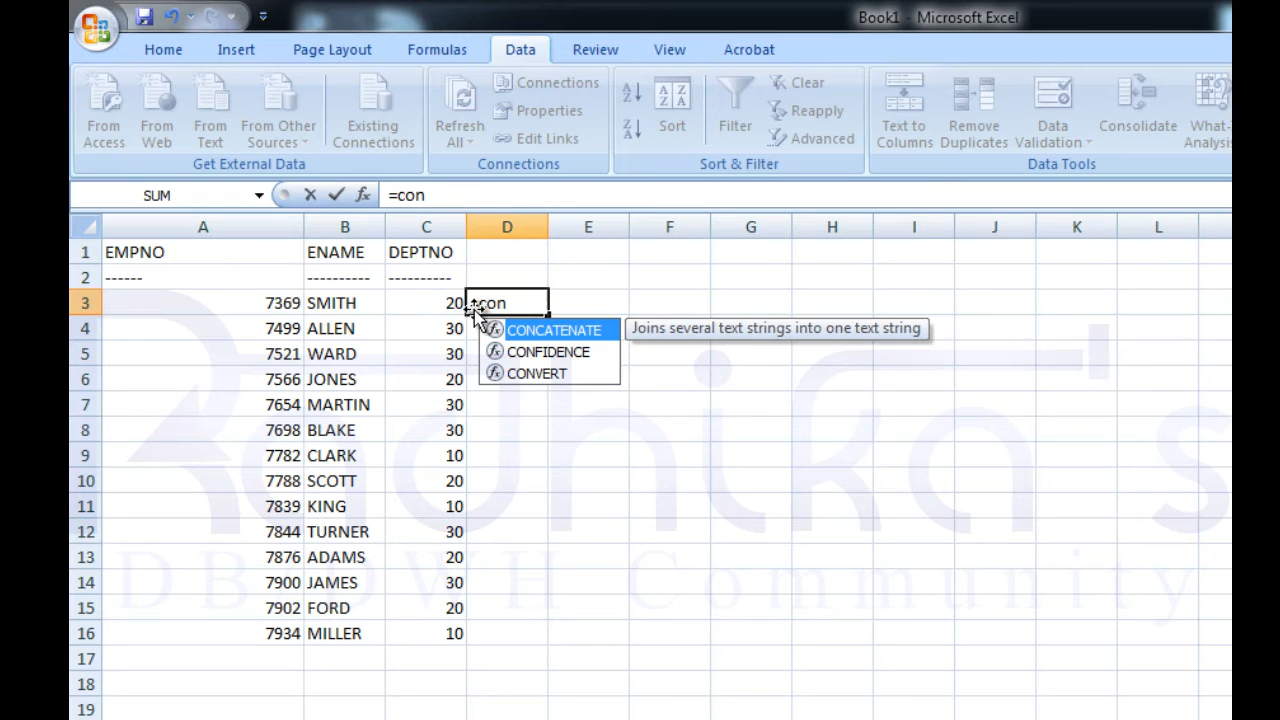 Book1 - Microsoft Excel
Home Insert Page Layout Formulas Data Review View Acrobat
From Access
From Web
From Text
From Other Sources
Existing Connections
Get External Data
Refresh All
Connections
Properties
Edit Links
Connections
Sort
Filter
Clear
Reapply
Advanced
Sort & Filter
Text to Columns
Remove Duplicates
Data Validation
Consolidate
What-
Analysis
Data Tools
SUM =con
A B C D E F G H I J K L
1 EMPNO ENAME DEPTNO
2 ------ ---------- ----------
3 7369 SMITH 20 =con
4 7499 ALLEN 30
5 7521 WARD 30
6 7566 JONES 20
7 7654 MARTIN 30
8 7698 BLAKE 30
9 7782 CLARK 10
10 7788 SCOTT 20
11 7839 KING 10
12 7844 TURNER 30
13 7876 ADAMS 20
14 7900 JAMES 30
15 7902 FORD 20
16 7934 MILLER 10
17
18
19
CONCATENATE
CONFIDENCE
CONVERT
Joins several text strings into one text string
Radhika's
DB/DWH Community